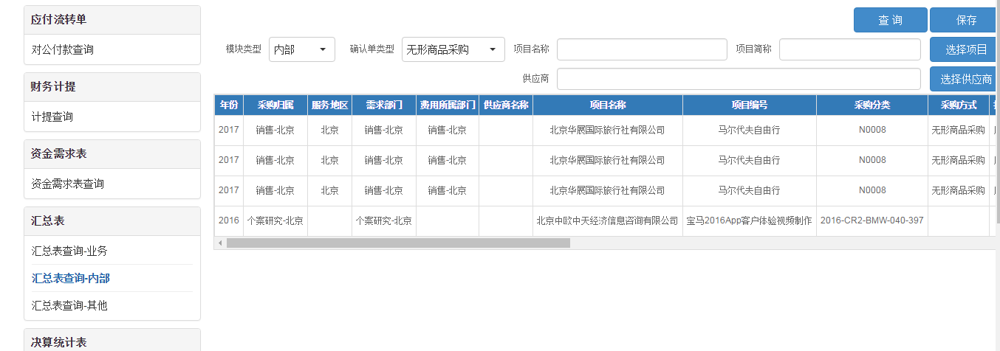 应付流转单
对公付款查询
财务计提
计提查询
资金需求表
资金需求表查询
汇总表
汇总表查询-业务
汇总表查询-内部
汇总表查询-其他
决算统计表
查 询 保存
模块类型 内部 确认单类型 无形商品采购 项目名称 项目简称 选择项目
供应商 选择供应商
年份 采购归属 服务地区 需求部门 费用所属部门 供应商名称 项目名称 项目编号 采购分类 采购方式
2017 销售-北京 北京 销售-北京 销售-北京 北京华展国际旅行社有限公司 马尔代夫自由行 N0008 无形商品采购
2017 销售-北京 北京 销售-北京 销售-北京 北京华展国际旅行社有限公司 马尔代夫自由行 N0008 无形商品采购
2017 销售-北京 北京 销售-北京 销售-北京 北京华展国际旅行社有限公司 马尔代夫自由行 N0008 无形商品采购
2016 个案研究-北京 个案研究-北京 北京中欧中天经济信息咨询有限公司 宝马2016App客户体验视频制作 2016-CR2-BMW-040-397